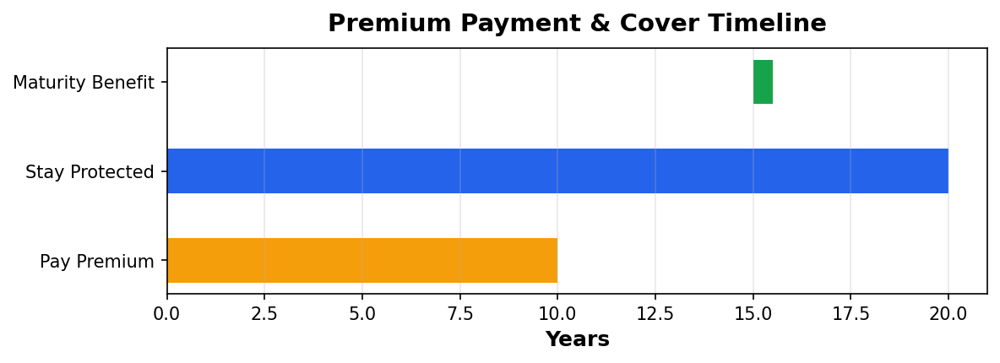 Premium Payment & Cover Timeline
Maturity Benefit
Stay Protected
Pay Premium
0.0 2.5 5.0 7.5 10.0 12.5 15.0 17.5 20.0
Years